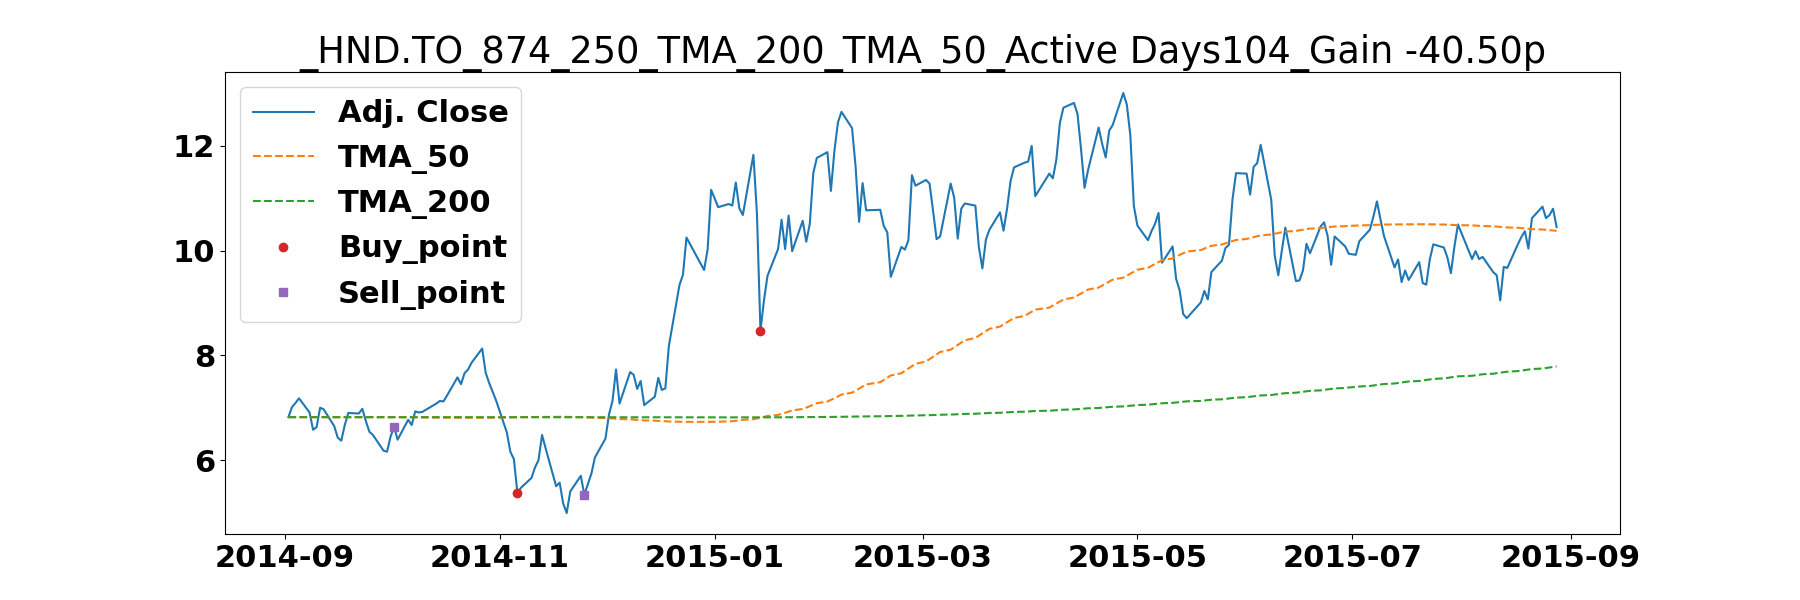 _HND.TO_874_250_TMA_200_TMA_50_Active Days104_Gain -40.50p
Adj. Close
TMA_50
TMA_200
Buy_point
Sell_point
12
10
8
6
2014-09 2014-11 2015-01 2015-03 2015-05 2015-07 2015-09